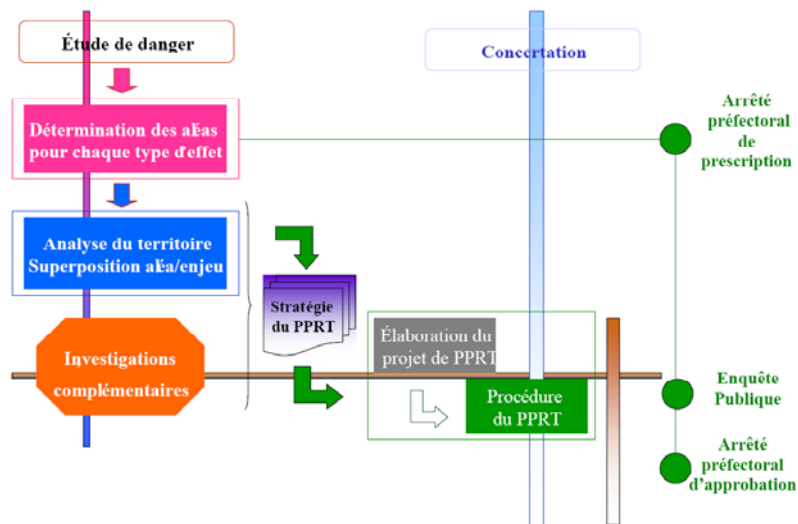 Étude de danger
Concertation
Détermination des aléas
pour chaque type d'effet
Arrêté
préfectoral
de
prescription
Analyse du territoire
Superposition aléa/enjeu
Stratégie
du PPRT
Élaboration du
projet de PPRT
Investigations
complémentaires
Procédure
du PPRT
Enquête
Publique
Arrêté
préfectoral
d'approbation